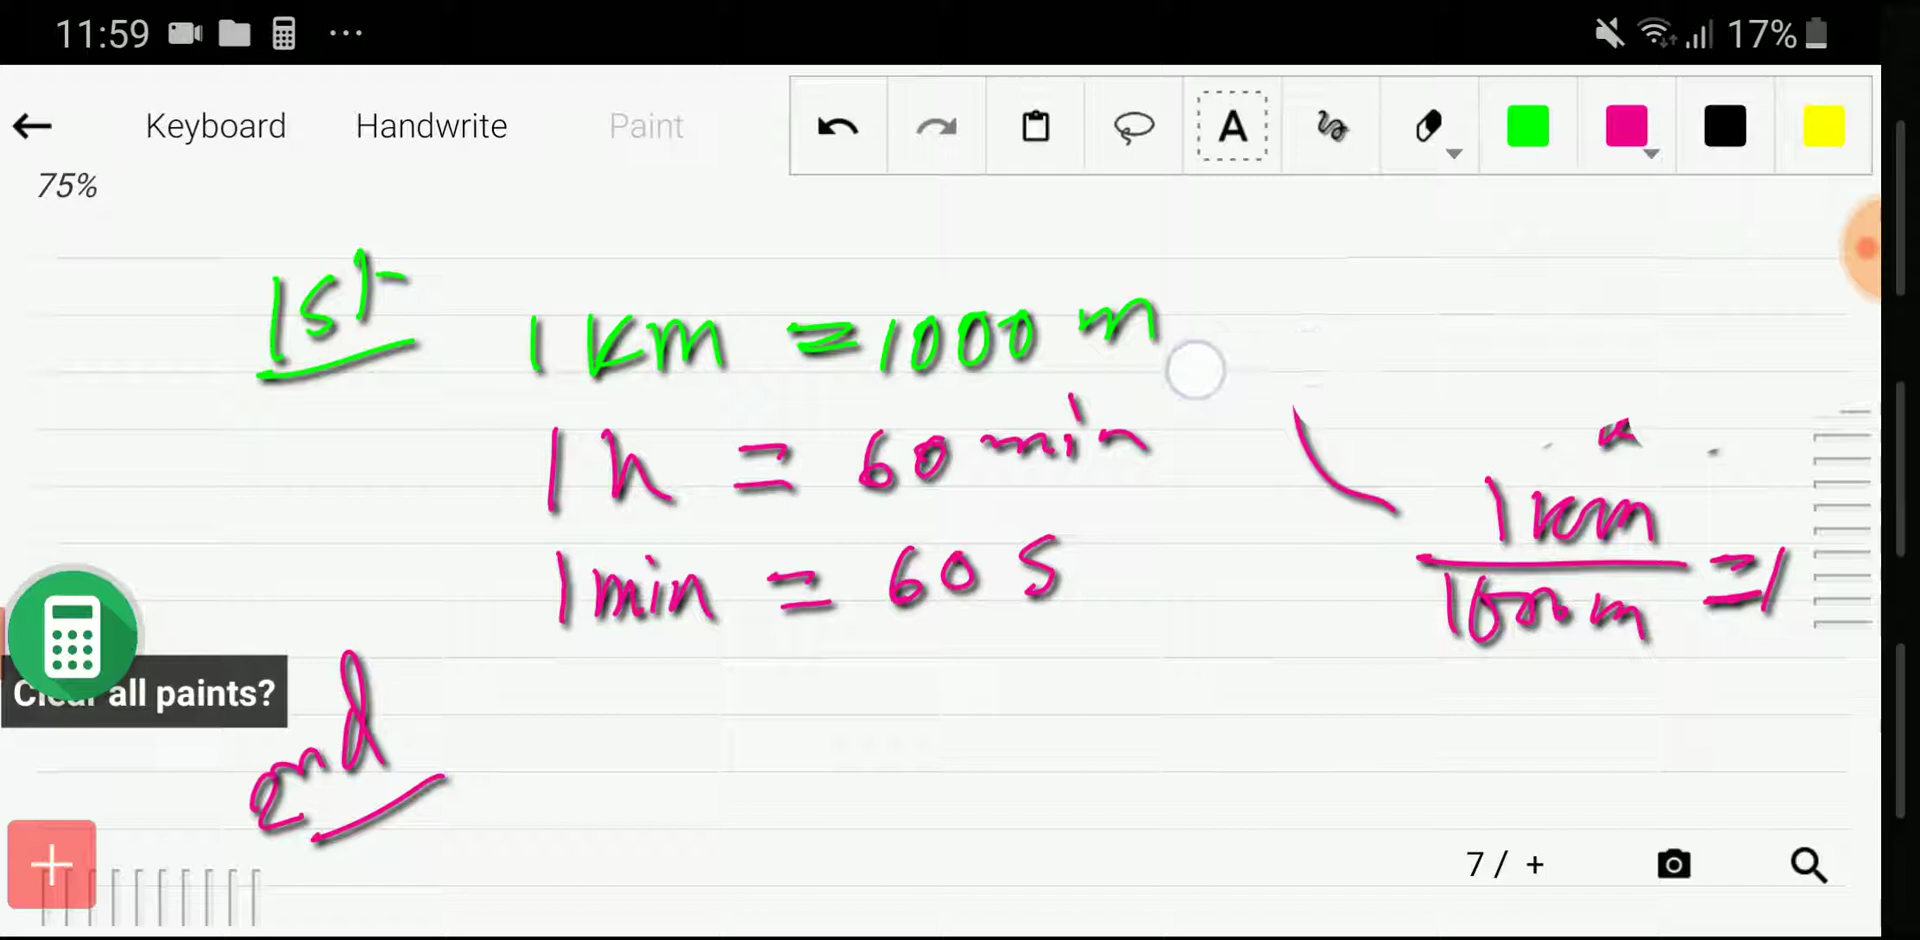 11:59 ... 17%
Keyboard Handwrite Paint A
75%
1st 1 Km = 1000 m
1 h = 60 min
1 min = 60 S
1 km
1000 m = 1
Clear all paints?
2nd
+
7 / +